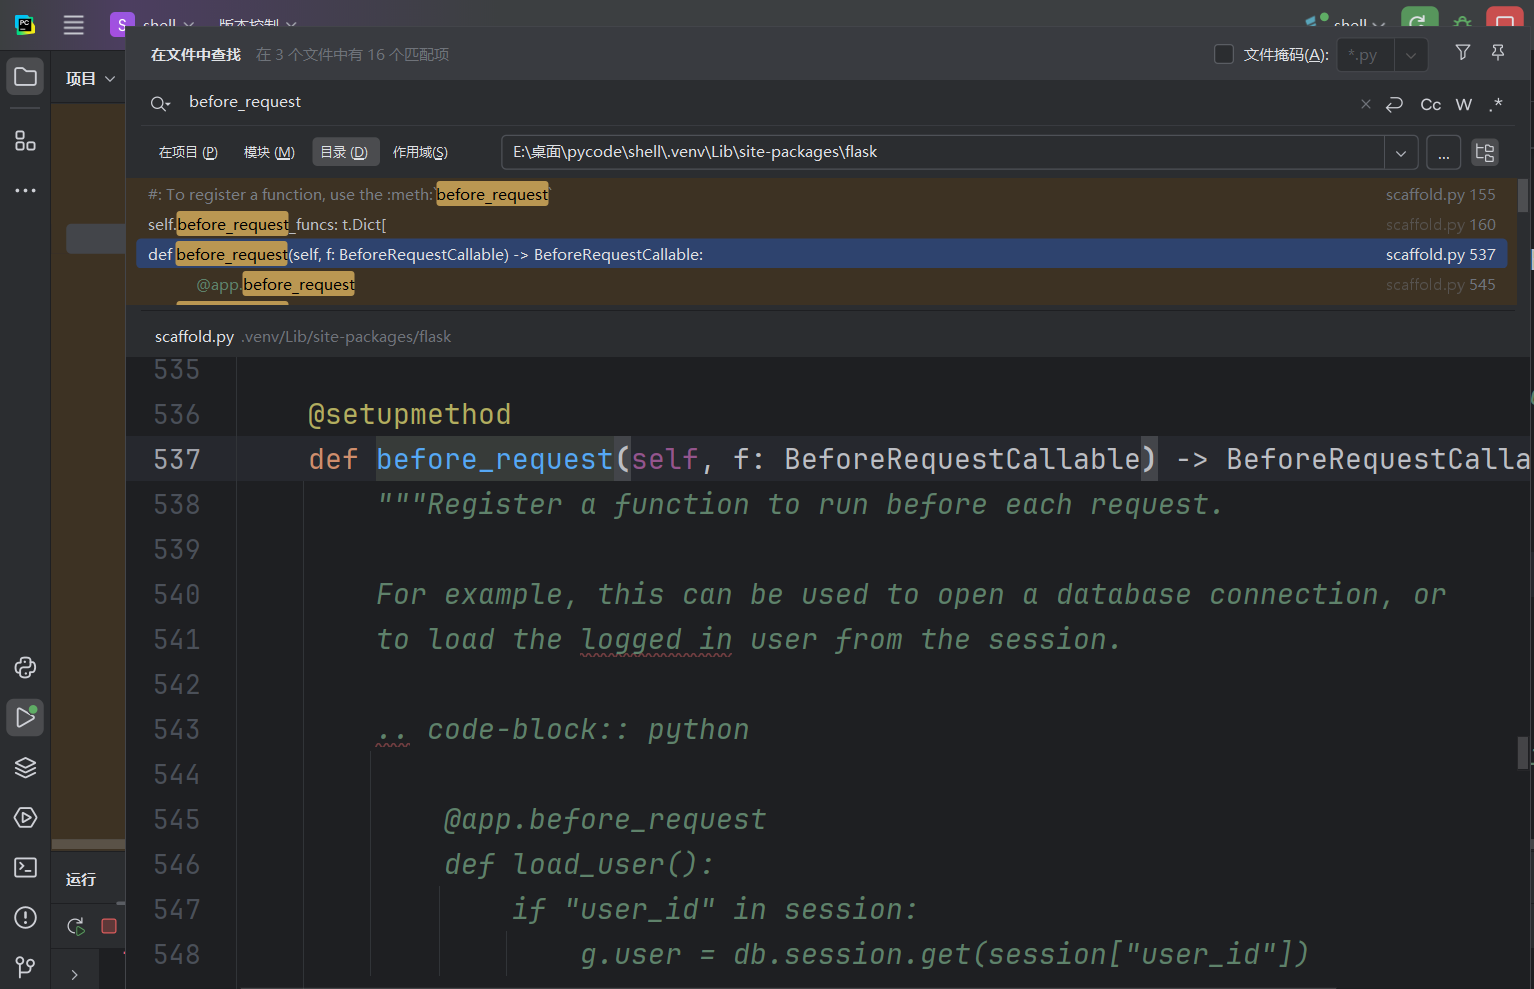 PC
S shell 版本控制 shell
在文件中查找 在 3 个文件中有 16 个匹配项 文件掩码(A): *.py
项目
before_request × Cc W .*
在项目 (P) 模块 (M) 目录 (D) 作用域(S) E:\桌面\pycode\shell\.venv\Lib\site-packages\flask ...
#: To register a function, use the :meth:`before_request` scaffold.py 155
self.before_request_funcs: t.Dict[ scaffold.py 160
def before_request(self, f: BeforeRequestCallable) -> BeforeRequestCallable: scaffold.py 537
@app.before_request scaffold.py 545
scaffold.py .venv/Lib/site-packages/flask
535
536 @setupmethod
537 def before_request(self, f: BeforeRequestCallable) -> BeforeRequestCalla
538 """Register a function to run before each request.
539
540 For example, this can be used to open a database connection, or
541 to load the logged in user from the session.
542
543 .. code-block:: python
544
545 @app.before_request
546 def load_user():
547 if "user_id" in session:
548 g.user = db.session.get(session["user_id"])
运行